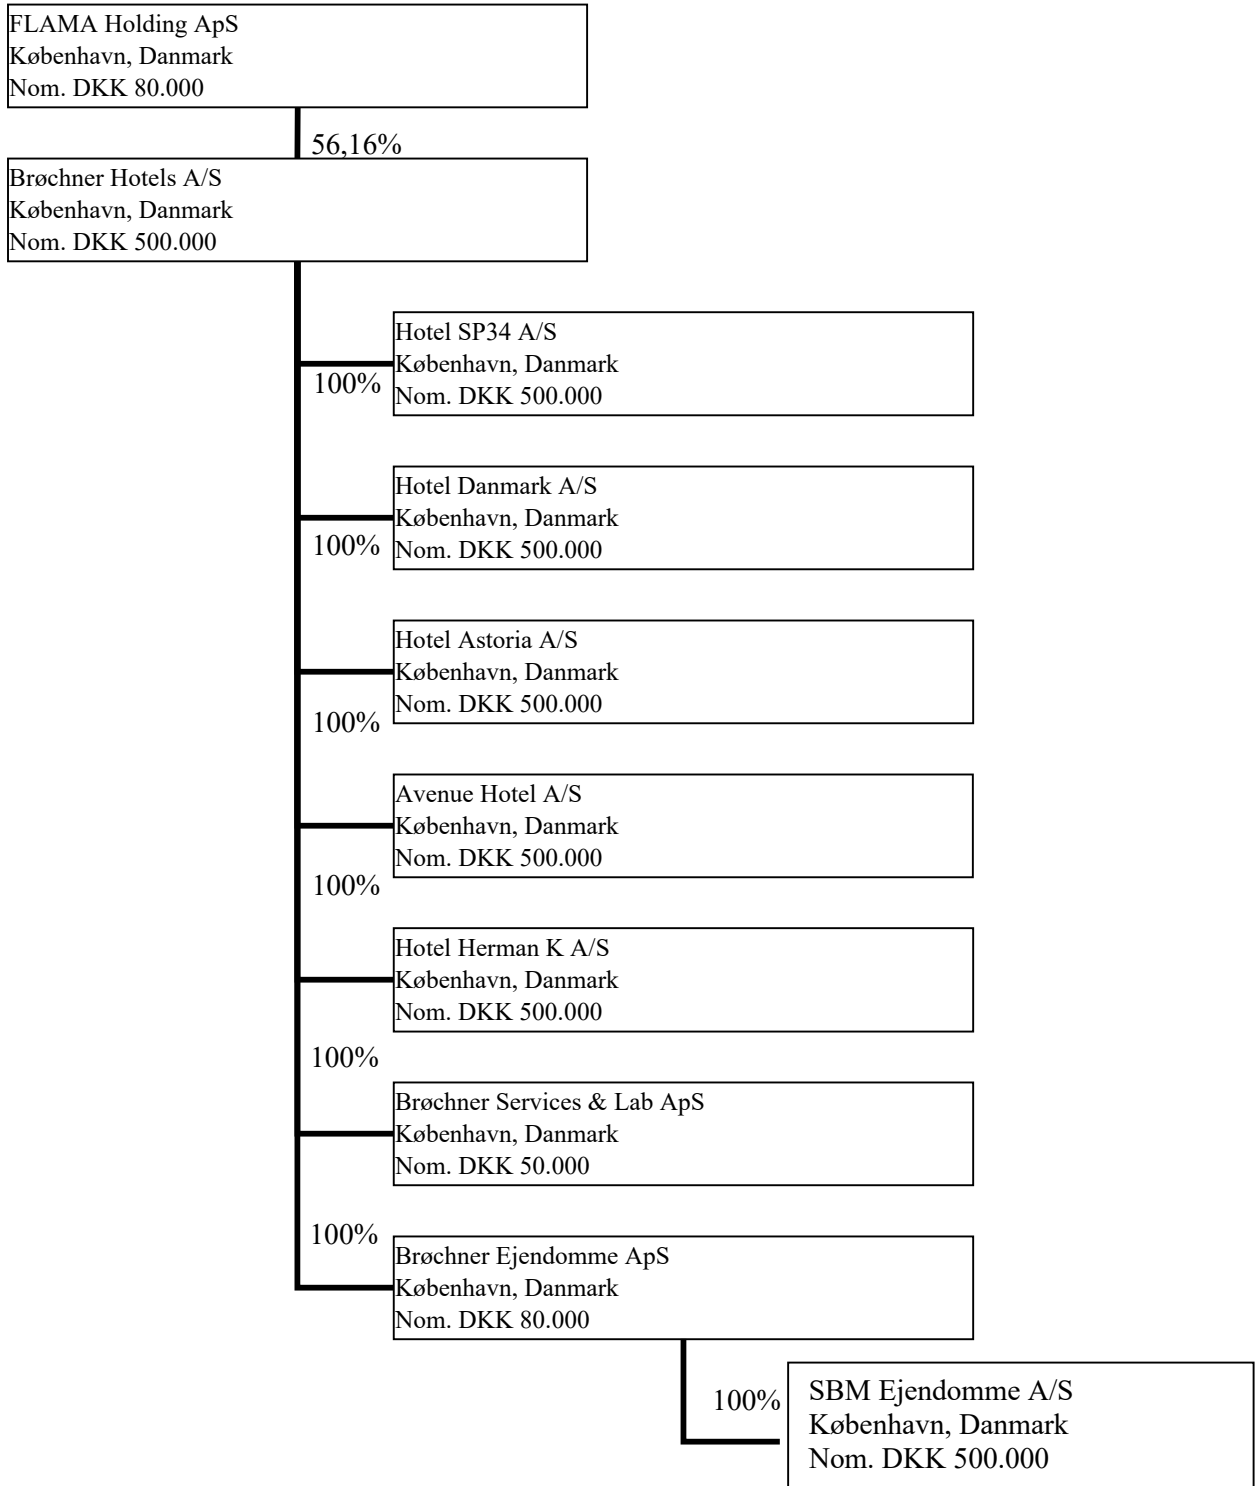 FLAMA Holding ApS
København, Danmark
Nom. DKK 80.000
56,16%
Brøchner Hotels A/S
København, Danmark
Nom. DKK 500.000
Hotel SP34 A/S
København, Danmark
100%
Nom. DKK 500.000
Hotel Danmark A/S
København, Danmark
100%
Nom. DKK 500.000
Hotel Astoria A/S
København, Danmark
Nom. DKK 500.000
100%
Avenue Hotel A/S
København, Danmark
Nom. DKK 500.000
100%
Hotel Herman K A/S
København, Danmark
Nom. DKK 500.000
100%
Brøchner Services & Lab ApS
København, Danmark
Nom. DKK 50.000
100%
Brøchner Ejendomme ApS
København, Danmark
Nom. DKK 80.000
100%
SBM Ejendomme A/S
København, Danmark
Nom. DKK 500.000